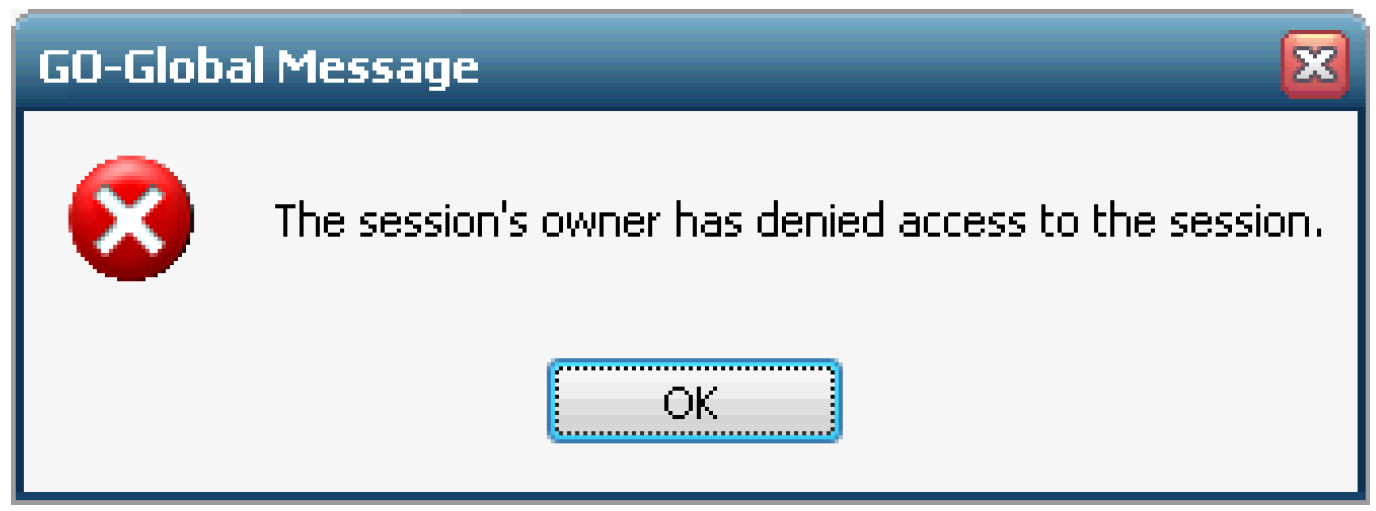 GO-Global Message
The session's owner has denied access to the session.
OK